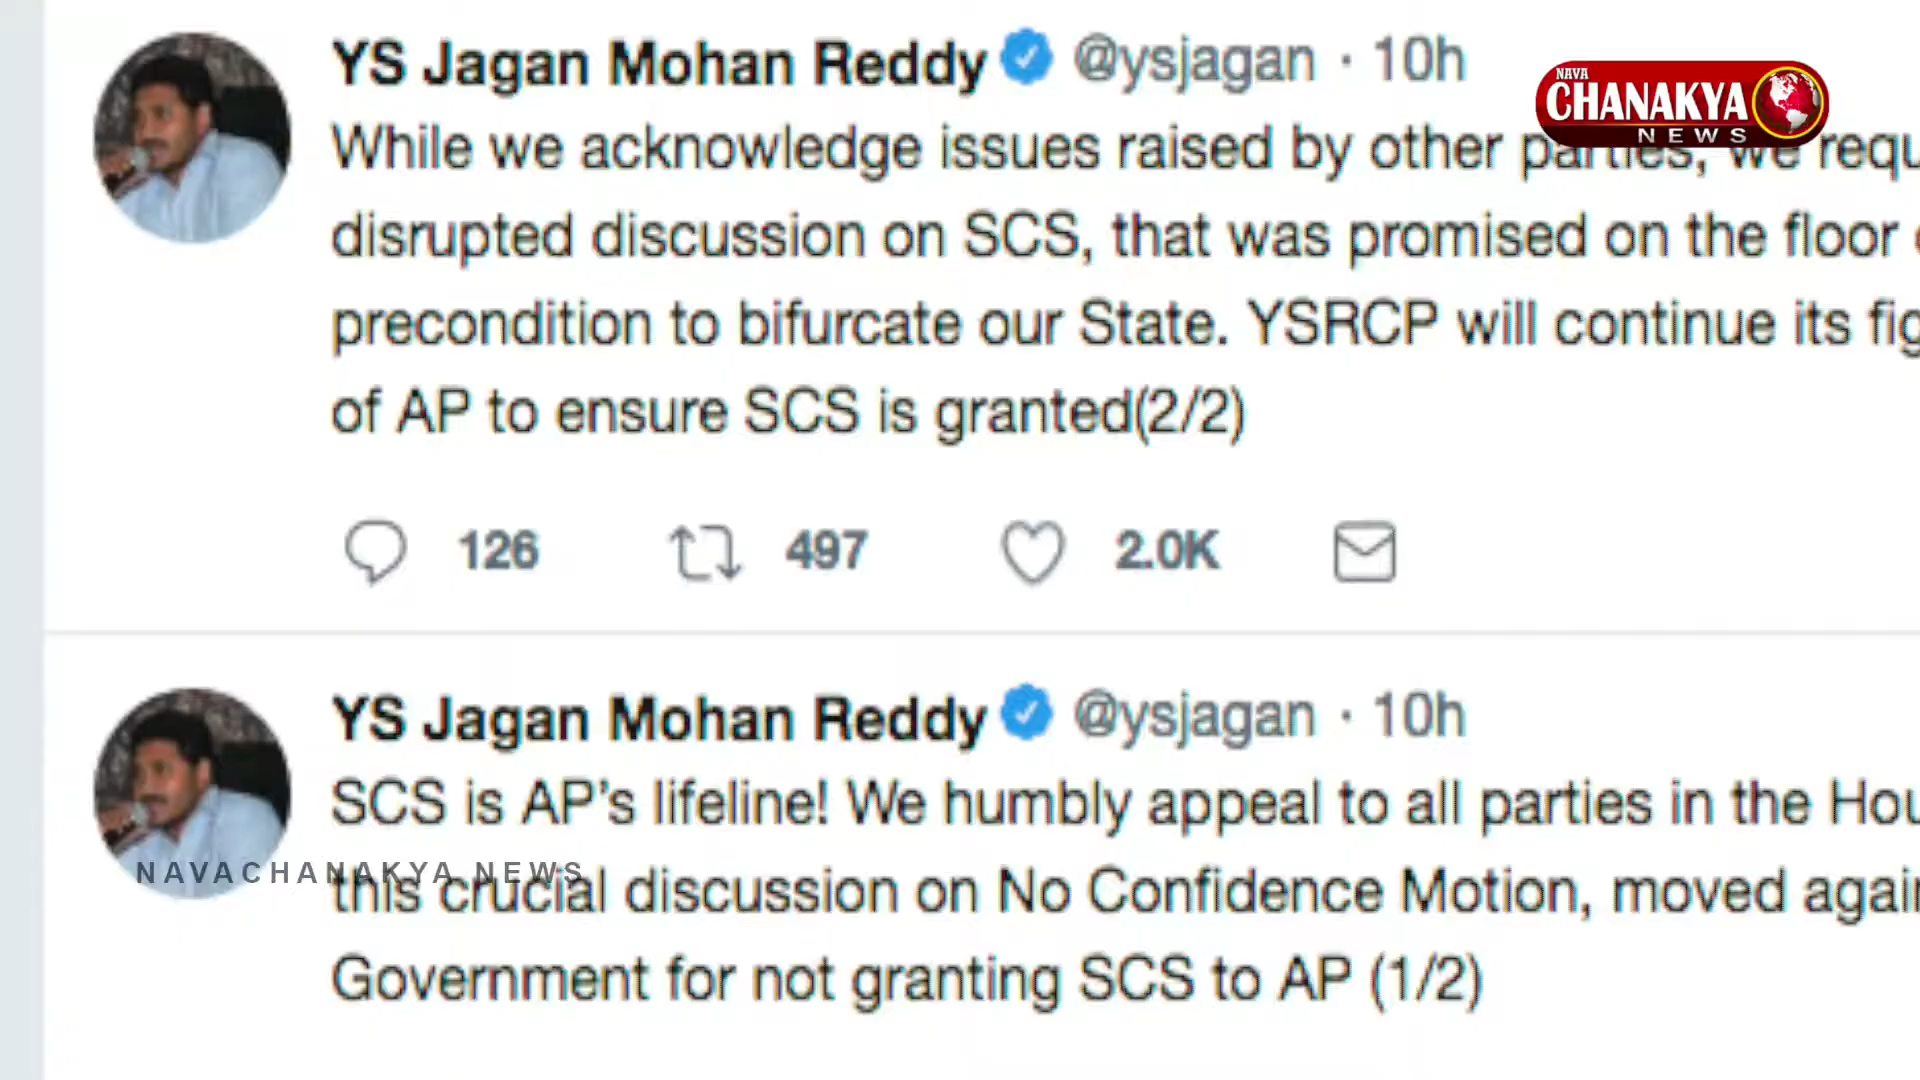 YS Jagan Mohan Reddy @ysjagan · 10h
NAVA
CHANAKYA
NEWS
While we acknowledge issues raised by other parties, we
disrupted discussion on SCS, that was promised on the floor
precondition to bifurcate our State. YSRCP will continue its
of AP to ensure SCS is granted(2/2)
126 497 2.0K
YS Jagan Mohan Reddy @ysjagan · 10h
SCS is AP's lifeline! We humbly appeal to all parties in the
NAVACHANAKYA NEWS
this crucial discussion on No Confidence Motion, moved
Government for not granting SCS to AP (1/2)